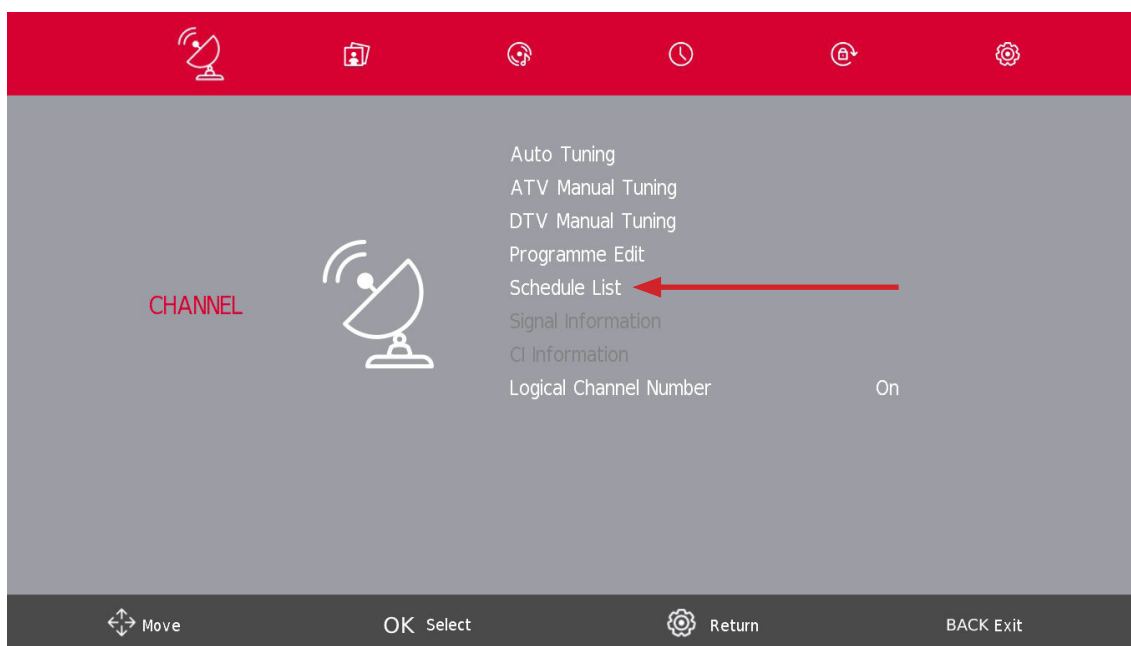 CHANNEL
Auto Tuning
ATV Manual Tuning
DTV Manual Tuning
Programme Edit
Schedule List
Signal Information
CI Information
Logical Channel Number On
Move OK Select Return BACK Exit